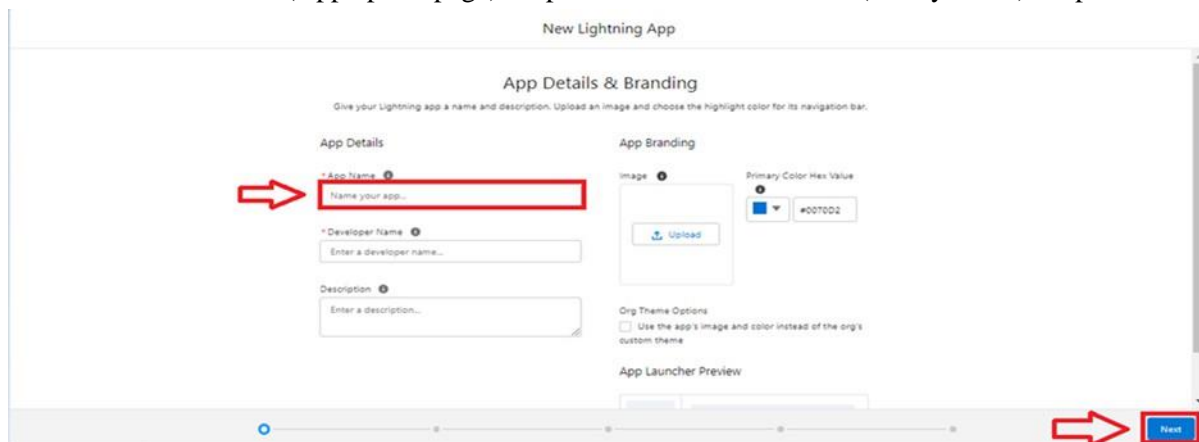 New Lightning App
App Details & Branding
Give your Lightning app a name and description. Upload an image and choose the highlight color for its navigation bar.
App Details
* App Name
Name your app...
* Developer Name
Enter a developer name...
Description
Enter a description...
App Branding
Image
Upload
Primary Color Hex Value
#0070D2
Org Theme Options
Use the app's image and color instead of the org's
custom theme
App Launcher Preview
Next